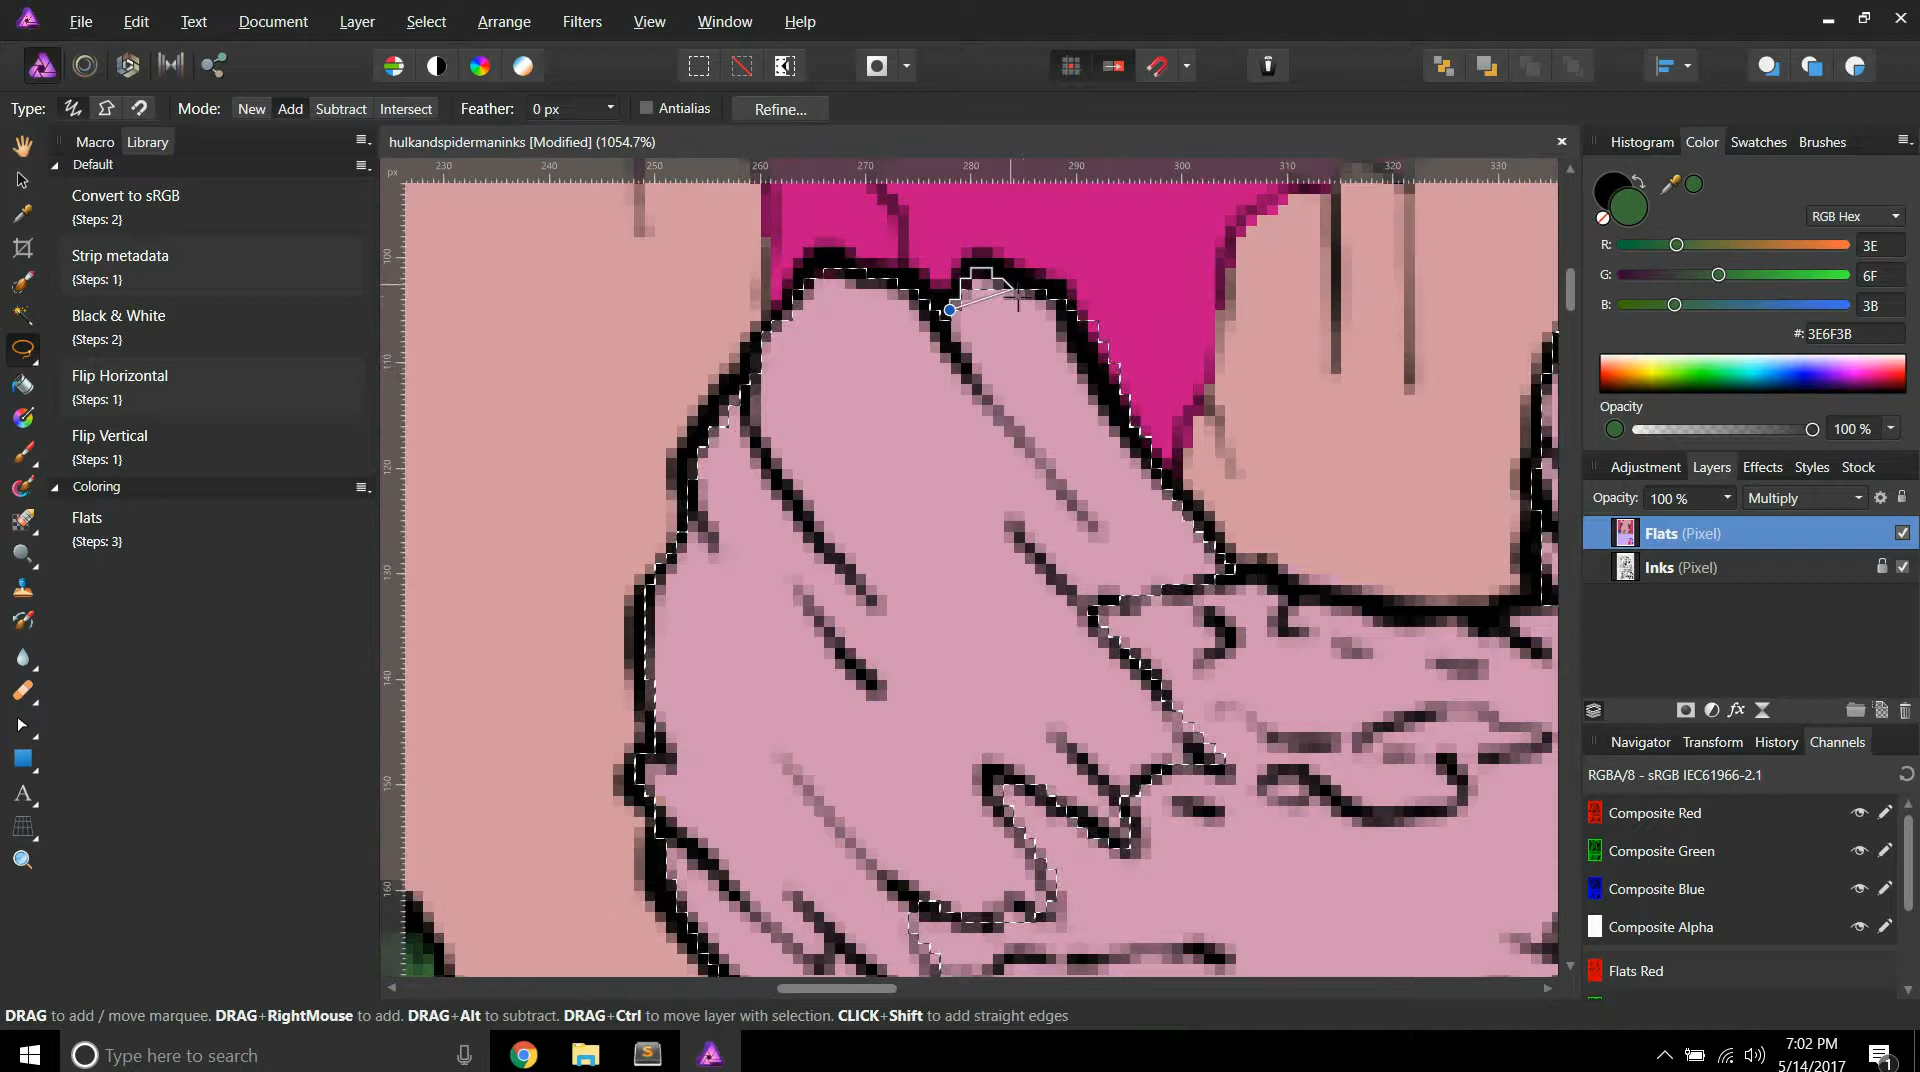 File Edit Text Document Layer Select Arrange Filters View Window Help
Type: Mode: New Add Subtract Intersect Feather: 0 px Antialias Refine...
Macro Library
hulkandspidermaninks [Modified] (1054.7%)
Histogram Color Swatches Brushes
Default
px 230 240 250 260 270 280 290 300 310 320 330
Convert to sRGB
{Steps: 2}
Strip metadata
{Steps: 1}
Black & White
{Steps: 2}
Flip Horizontal
{Steps: 1}
Flip Vertical
{Steps: 1}
Coloring
Flats
{Steps: 3}
100
110
120
130
140
150
160
RGB Hex
R: 3E
G: 6F
B: 3B
#: 3E6F3B
Opacity
100 %
Adjustment Layers Effects Styles Stock
Opacity: 100 % Multiply
Flats (Pixel)
Inks (Pixel)
fx
Navigator Transform History Channels
RGBA/8 - sRGB IEC61966-2.1
Composite Red
Composite Green
Composite Blue
Composite Alpha
Flats Red
DRAG to add / move marquee. DRAG+RightMouse to add. DRAG+Alt to subtract. DRAG+Ctrl to move layer with selection. CLICK+Shift to add straight edges
Type here to search
S
7:02 PM
5/14/2017
1